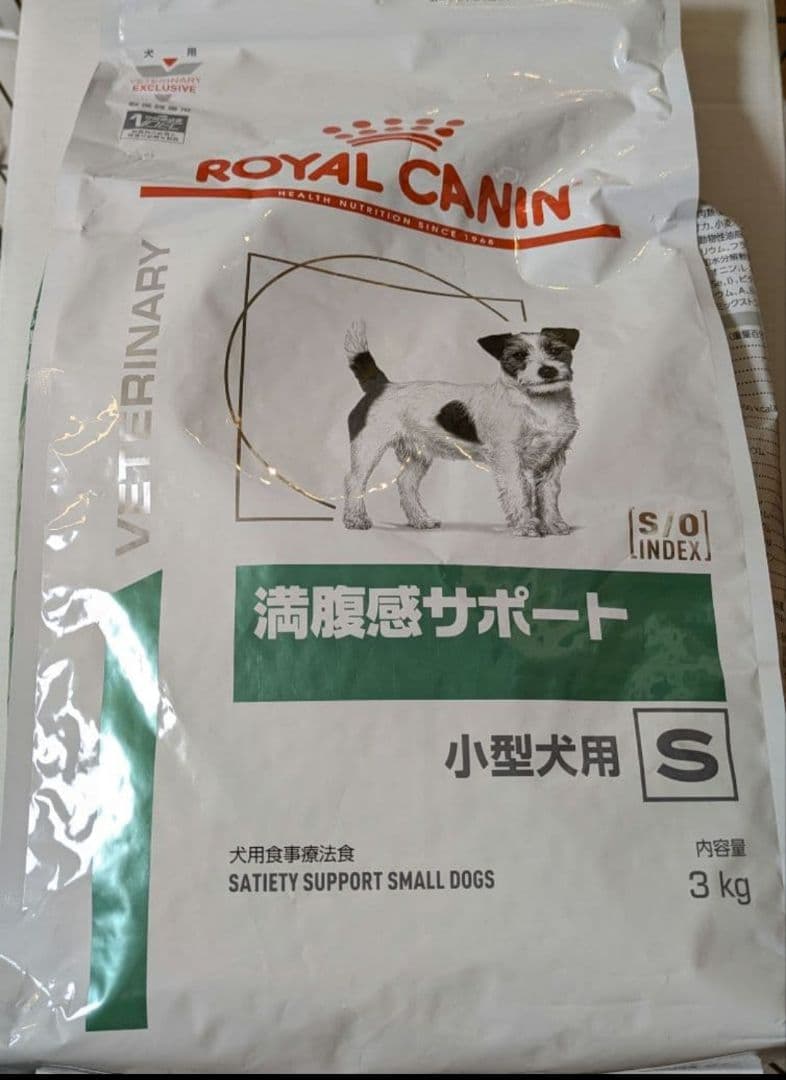 犬 用
VETERINARY
EXCLUSIVE
ROYAL CANIN
HEALTH NUTRITION SINCE 1968
VETERINARY
S/O
INDEX
満腹感サポート
小型犬用 S
犬用食事療法食
SATIETY SUPPORT SMALL DOGS
内容量
3 kg